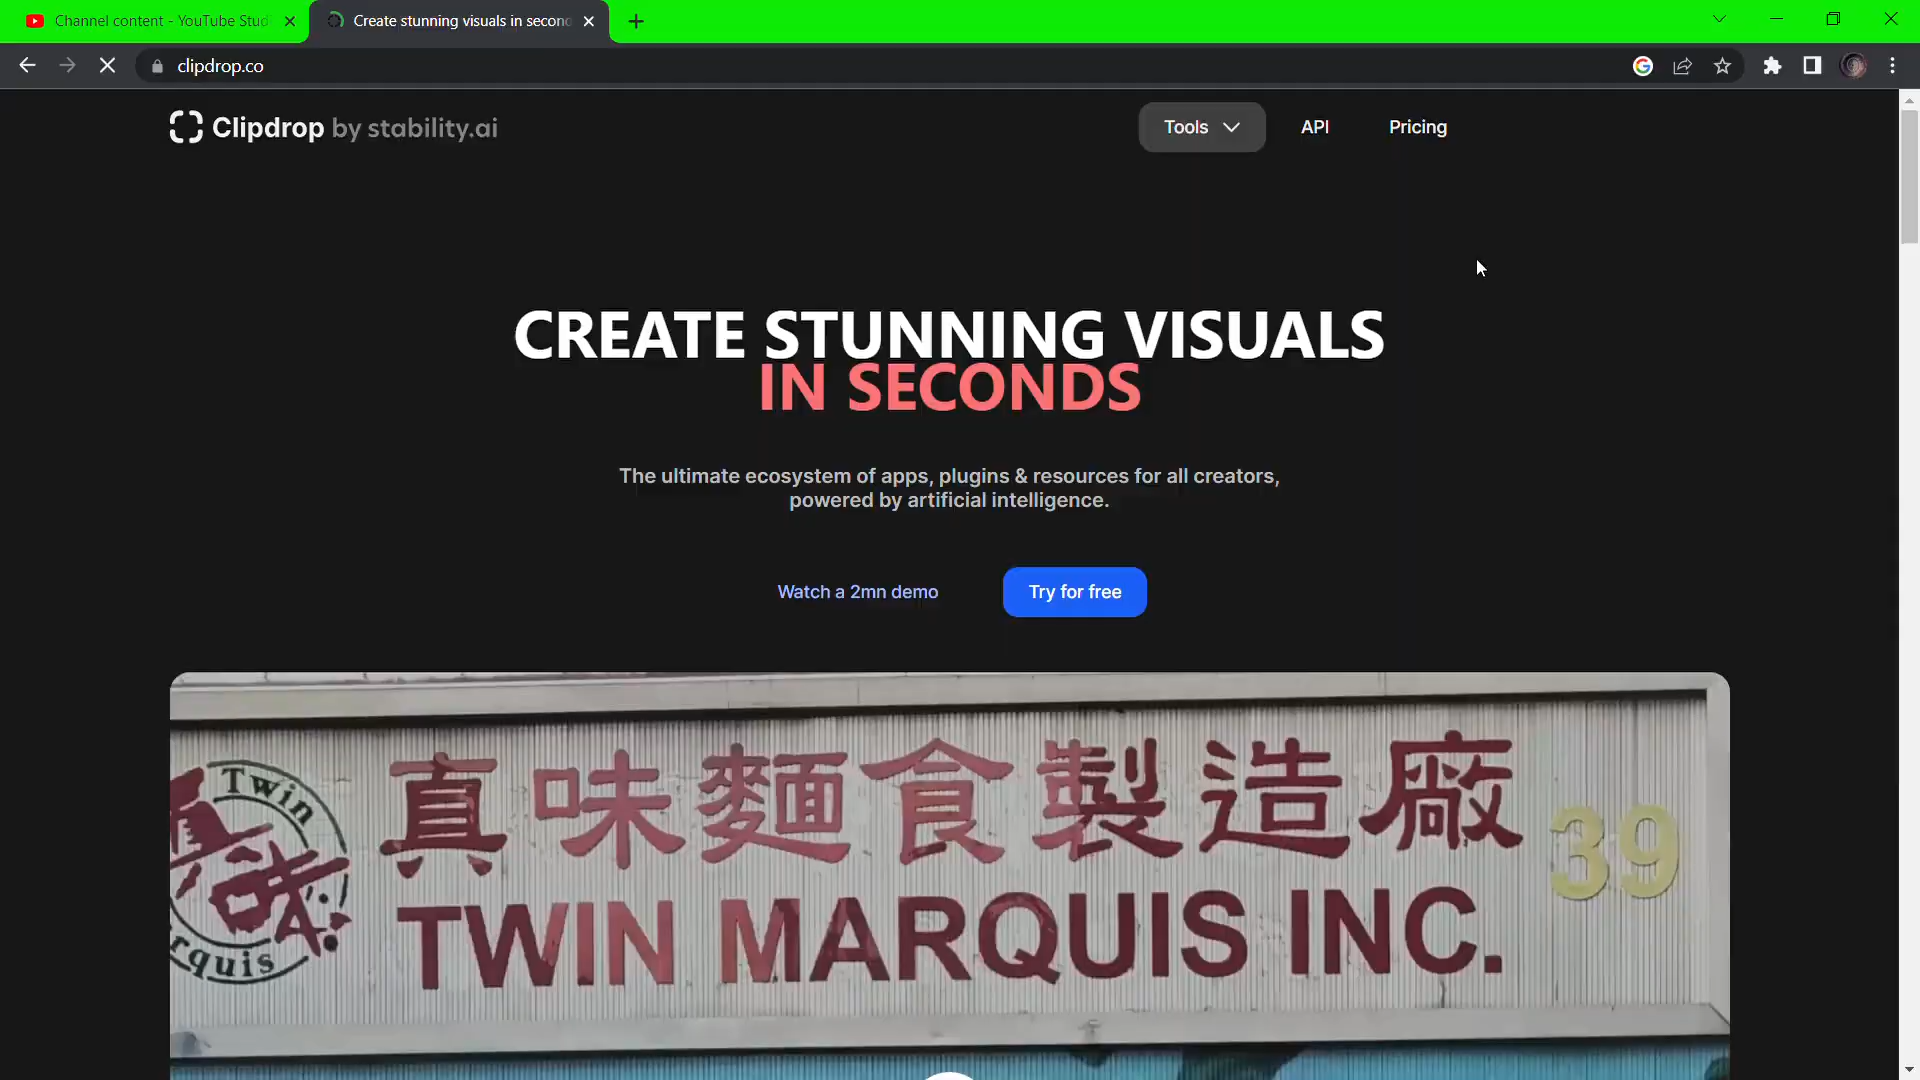 Channel content - YouTube Stud
Create stunning visuals in secon
clipdrop.co
Clipdrop by stability.ai
Tools
API
Pricing
CREATE STUNNING VISUALS
IN SECONDS
The ultimate ecosystem of apps, plugins & resources for all creators,
powered by artificial intelligence.
Watch a 2mn demo
Try for free
Twin
真味麵食製造廠
39
TWIN MARQUIS INC.
rquis